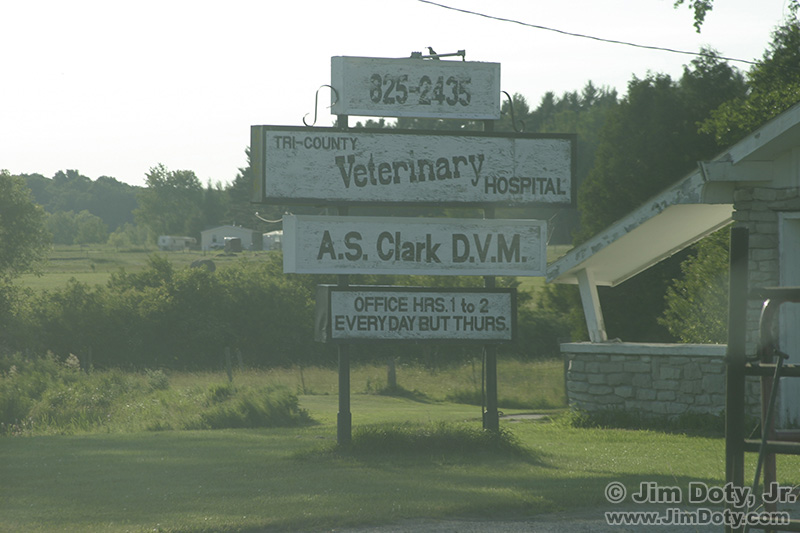 825-2435
TRI-COUNTY
Veterinary HOSPITAL
A.S. Clark D.V.M.
OFFICE HRS. 1 to 2
EVERY DAY BUT THURS.
© Jim Doty, Jr.
www.JimDoty.com